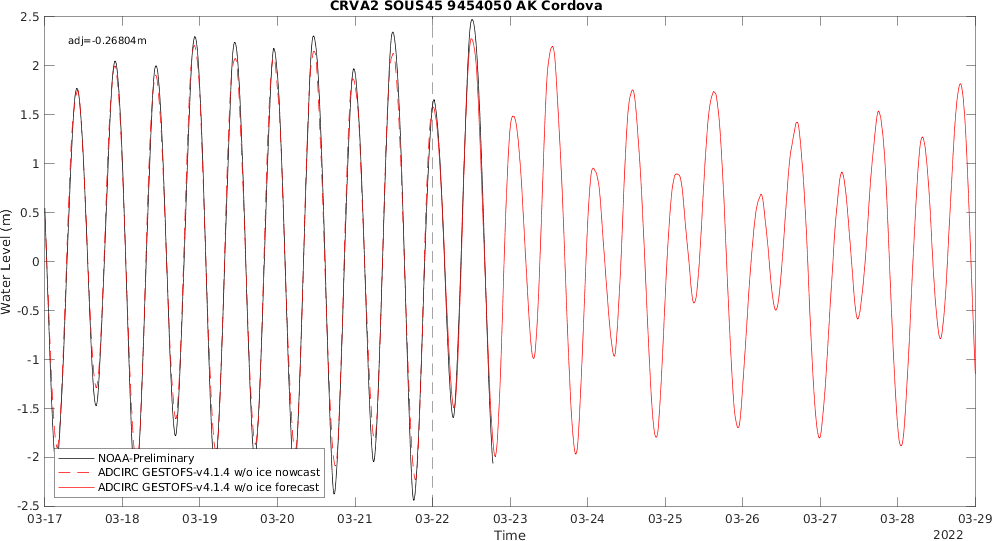 CRVA2 SOUS45 9454050 AK Cordova
adj=-0.26804m
2.5
2
1.5
1
0.5
0
-0.5
-1
-1.5
-2
-2.5
Water Level (m)
NOAA-Preliminary
ADCIRC GESTOFS-v4.1.4 w/o ice nowcast
ADCIRC GESTOFS-v4.1.4 w/o ice forecast
03-17 03-18 03-19 03-20 03-21 03-22 03-23 03-24 03-25 03-26 03-27 03-28 03-29
Time
2022